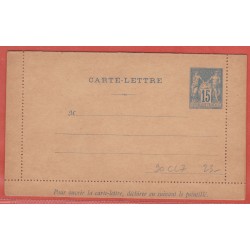 CARTE-LETTRE
15
M
Pour ouvrir la carte-lettre, déchirer en suivant le pointillé.